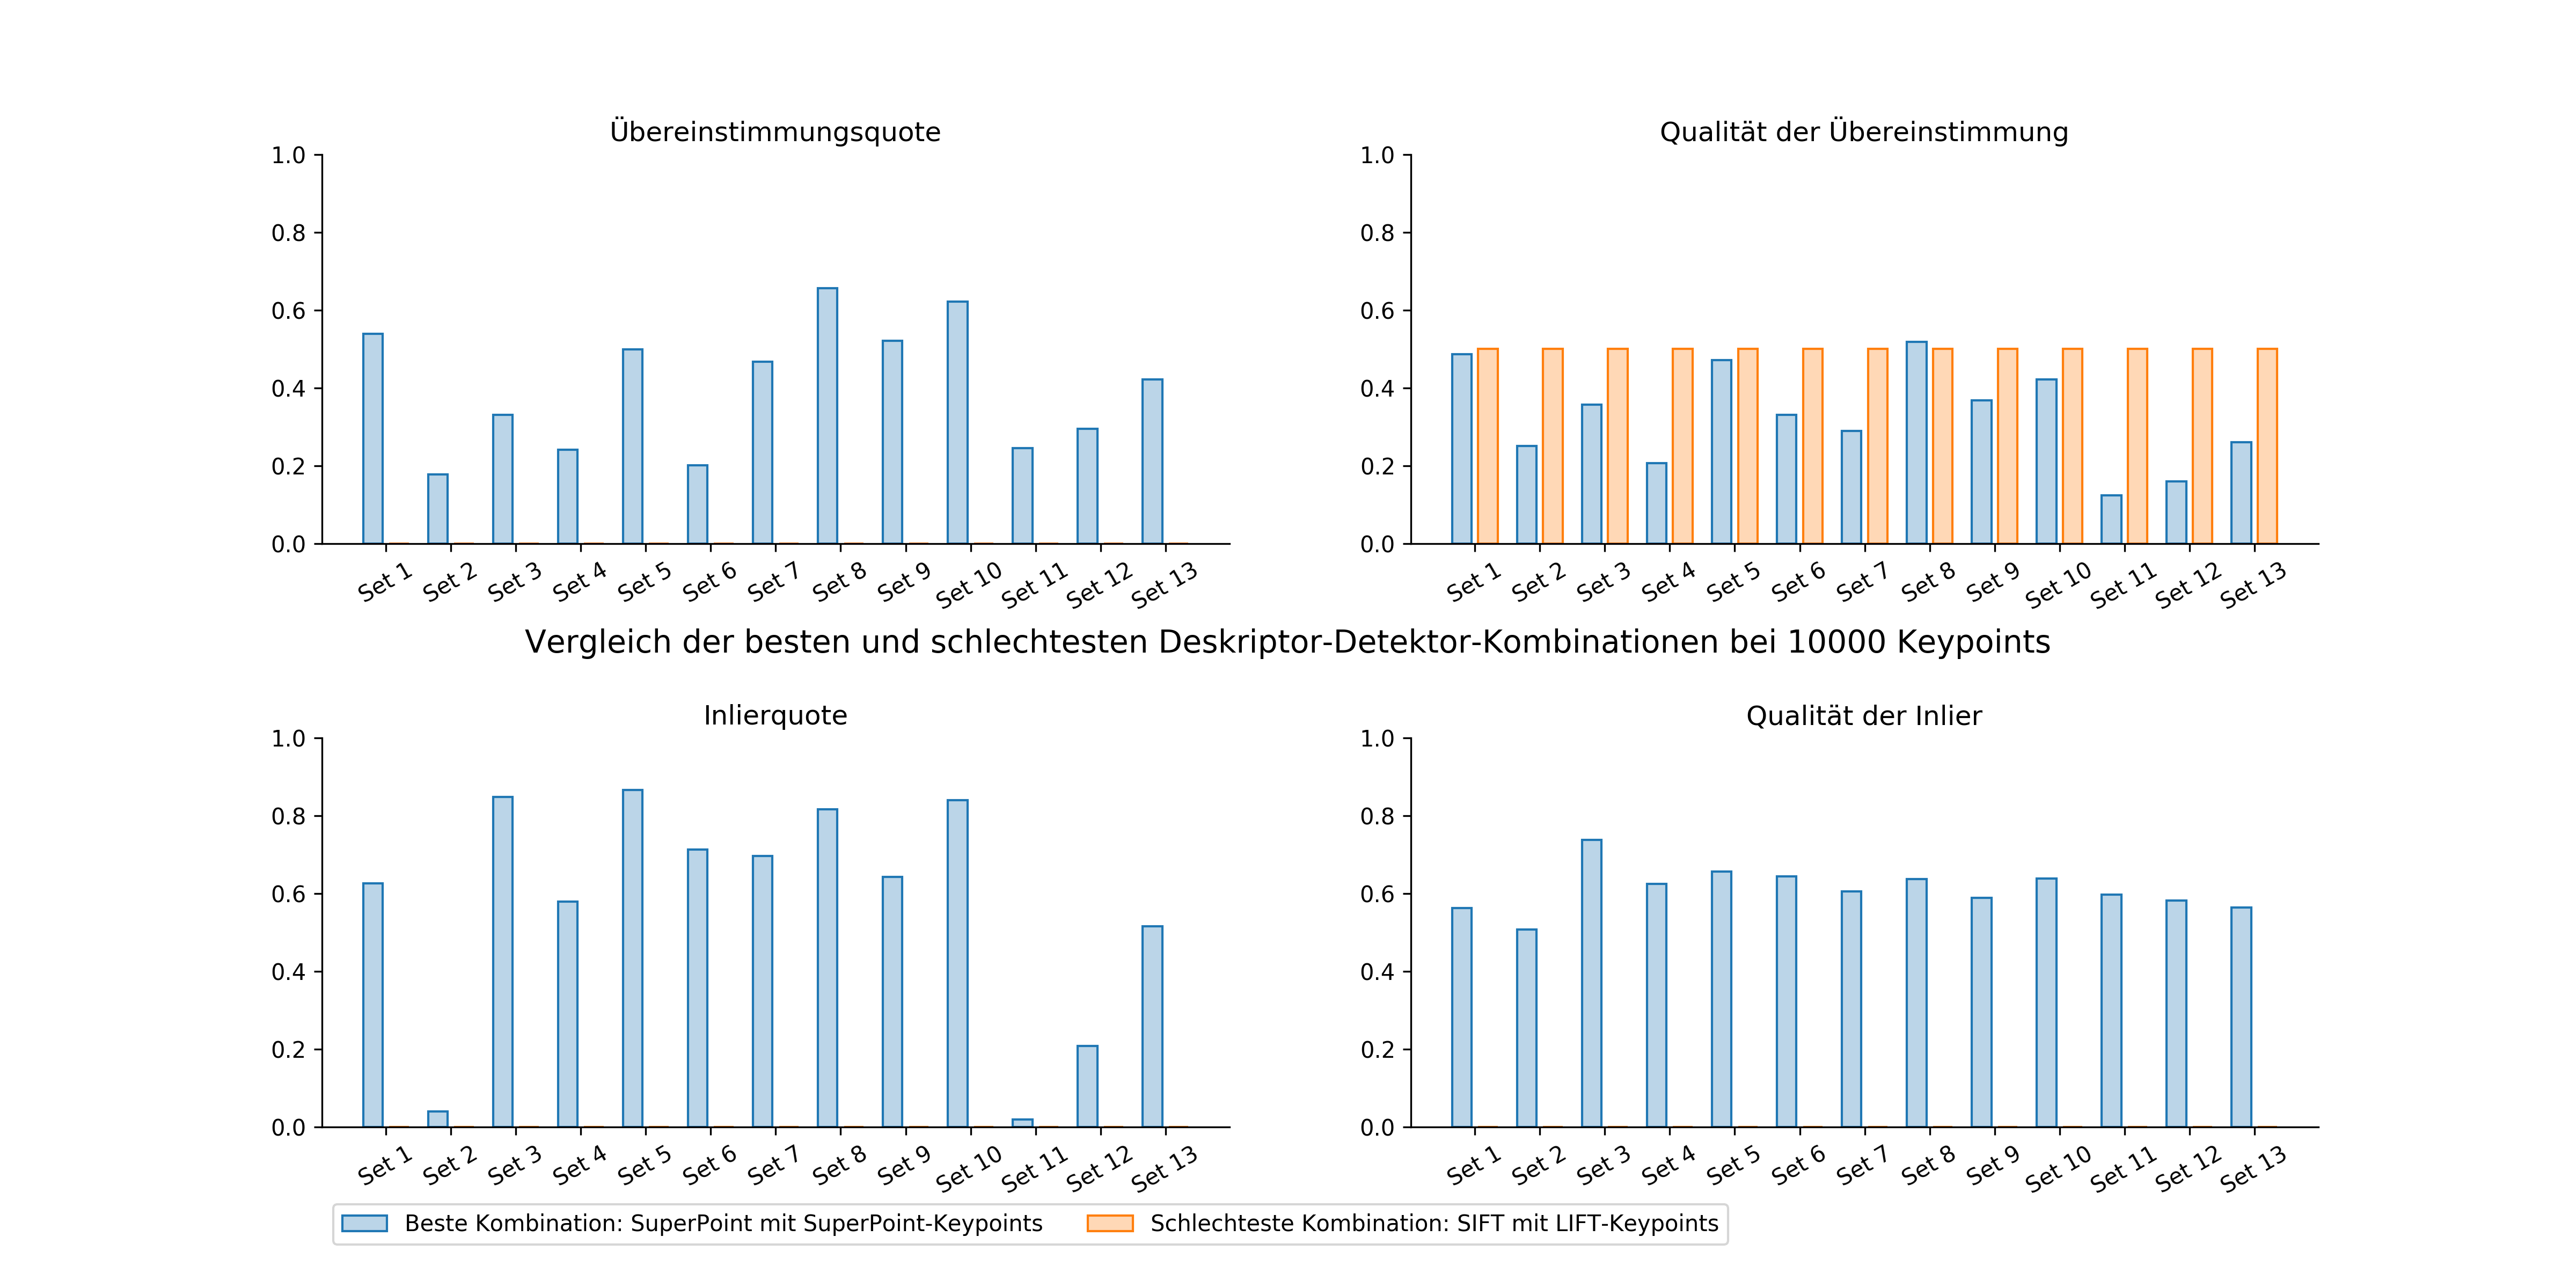 Übereinstimmungsquote
1.0
0.8
0.6
0.4
0.2
0.0
Set 1 Set 2 Set 3 Set 4 Set 5 Set 6 Set 7 Set 8 Set 9 Set 10 Set 11 Set 12 Set 13
Qualität der Übereinstimmung
1.0
0.8
0.6
0.4
0.2
0.0
Set 1 Set 2 Set 3 Set 4 Set 5 Set 6 Set 7 Set 8 Set 9 Set 10 Set 11 Set 12 Set 13
Vergleich der besten und schlechtesten Deskriptor-Detektor-Kombinationen bei 10000 Keypoints
Inlierquote
1.0
0.8
0.6
0.4
0.2
0.0
Set 1 Set 2 Set 3 Set 4 Set 5 Set 6 Set 7 Set 8 Set 9 Set 10 Set 11 Set 12 Set 13
Qualität der Inlier
1.0
0.8
0.6
0.4
0.2
0.0
Set 1 Set 2 Set 3 Set 4 Set 5 Set 6 Set 7 Set 8 Set 9 Set 10 Set 11 Set 12 Set 13
Beste Kombination: SuperPoint mit SuperPoint-Keypoints
Schlechteste Kombination: SIFT mit LIFT-Keypoints